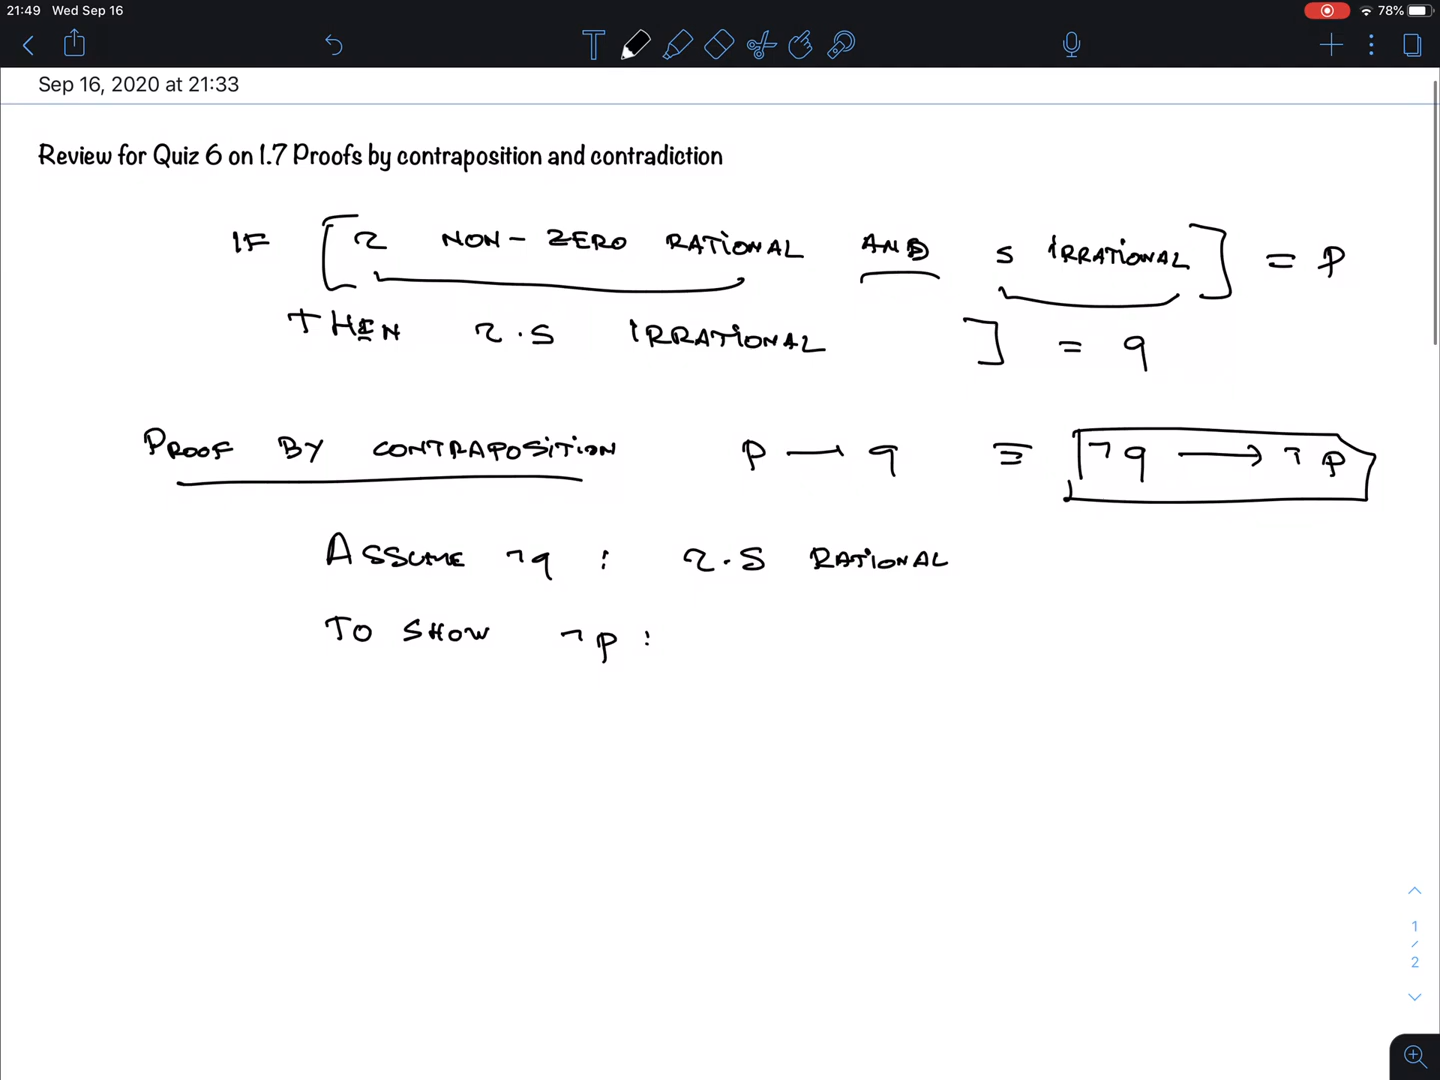 21:49 Wed Sep 16
78%
T
Sep 16, 2020 at 21:33
Review for Quiz 6 on 1.7 Proofs by contraposition and contradiction
IF [r NON-ZERO RATIONAL AND s IRRATIONAL] = P
THEN r·s IRRATIONAL ] = q
PROOF BY CONTRAPOSITION P → q ≡ ¬q → ¬P
ASSUME ¬q : r·s RATIONAL
TO SHOW ¬p :
1
/
2